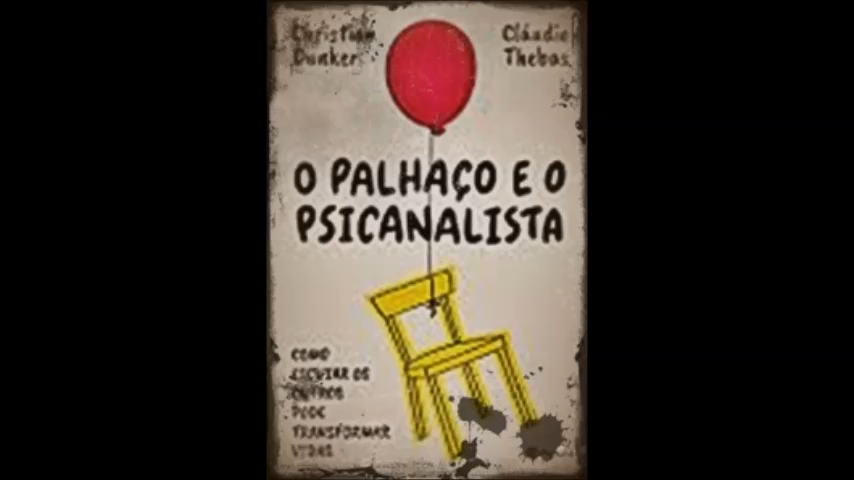 Christian
Dunker
Cláudio
Thebas
O PALHAÇO E O
PSICANALISTA
COMO
ESCUTAR OS
OUTROS
PODE
TRANSFORMAR
VIDAS